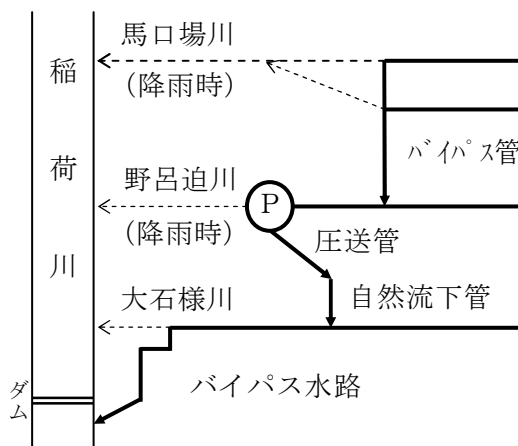 稲荷川
馬口場川
(降雨時)
バイパス管
野呂迫川
(降雨時)
P
圧送管
自然流下管
大石様川
バイパス水路
ダム